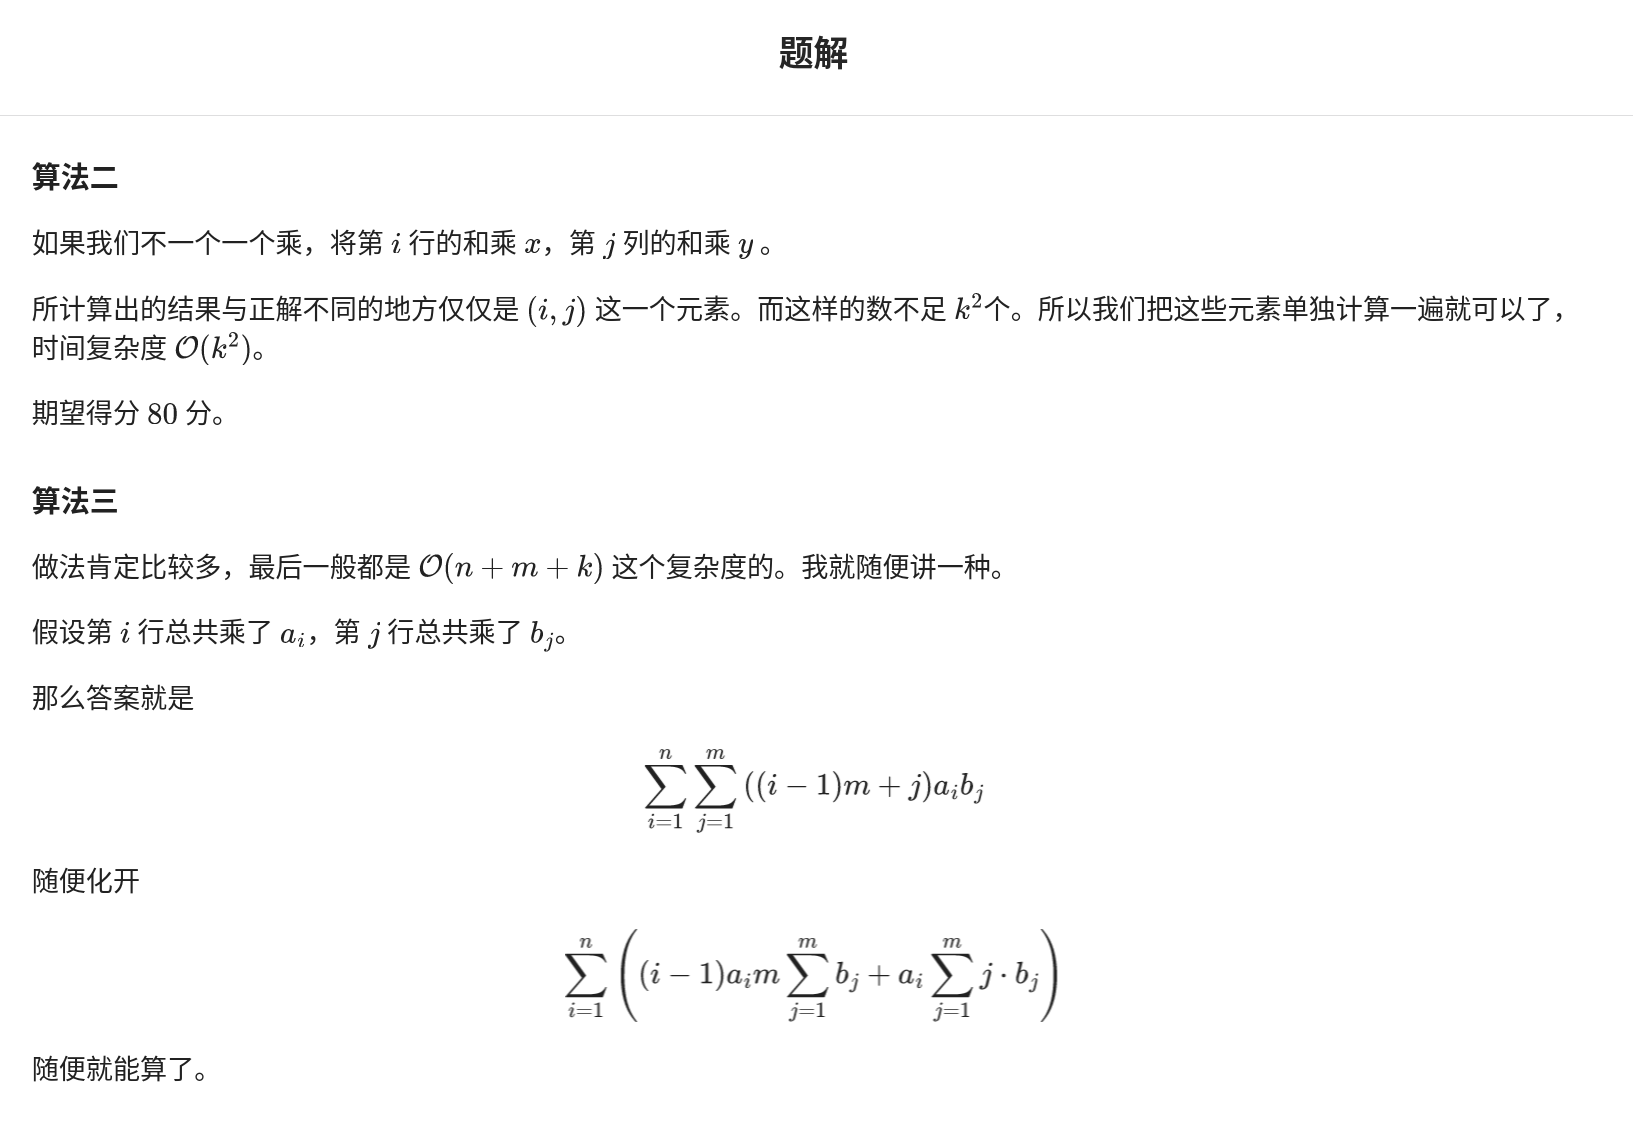 题解
算法二
如果我们不一个一个乘，将第 $i$ 行的和乘 $x$，第 $j$ 列的和乘 $y$ 。
所计算出的结果与正解不同的地方仅仅是 $(i, j)$ 这一个元素。而这样的数不足 $k^2$个。所以我们把这些元素单独计算一遍就可以了，
时间复杂度 $\mathcal{O}(k^2)$。
期望得分 $80$ 分。
算法三
做法肯定比较多，最后一般都是 $\mathcal{O}(n + m + k)$ 这个复杂度的。我就随便讲一种。
假设第 $i$ 行总共乘了 $a_i$，第 $j$ 行总共乘了 $b_j$。
那么答案就是
$$\sum_{i=1}^{n} \sum_{j=1}^{m} ((i-1)m + j)a_i b_j$$
随便化开
$$\sum_{i=1}^{n} \left( (i-1)a_i m \sum_{j=1}^{m} b_j + a_i \sum_{j=1}^{m} j \cdot b_j \right)$$
随便就能算了。